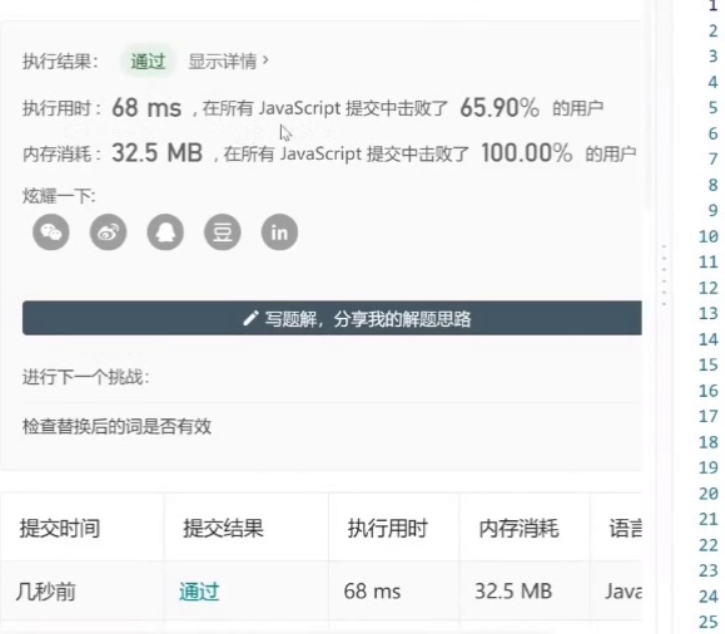 执行结果： 通过 显示详情 ›
执行用时： 68 ms ，在所有 JavaScript 提交中击败了 65.90% 的用户
内存消耗： 32.5 MB ，在所有 JavaScript 提交中击败了 100.00% 的用户
炫耀一下:
豆 in
写题解，分享我的解题思路
进行下一个挑战：
检查替换后的词是否有效
提交时间 提交结果 执行用时 内存消耗 语言
几秒前 通过 68 ms 32.5 MB Java
1
2
3
4
5
6
7
8
9
10
11
12
13
14
15
16
17
18
19
20
21
22
23
24
25